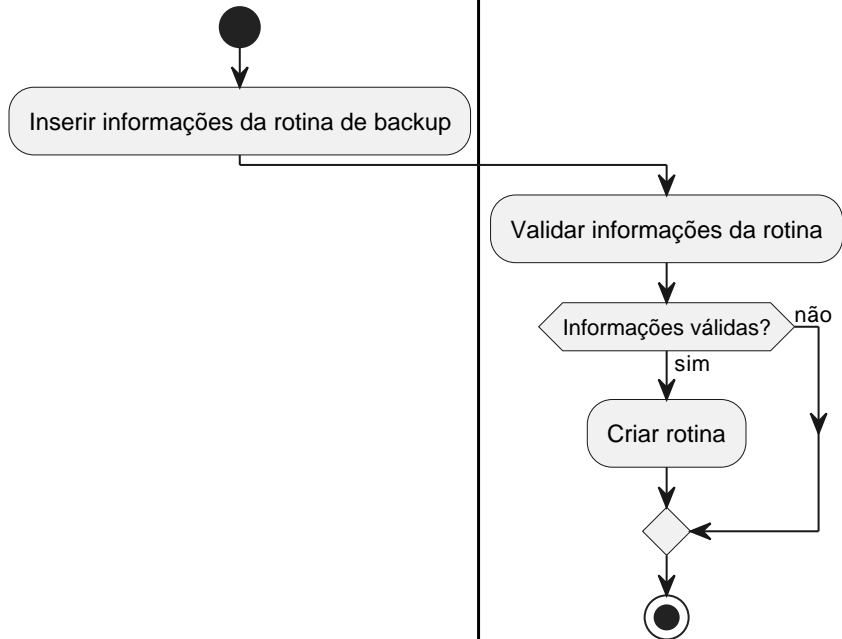 Inserir informações da rotina de backup
Validar informações da rotina
Informações válidas?
não
sim
Criar rotina